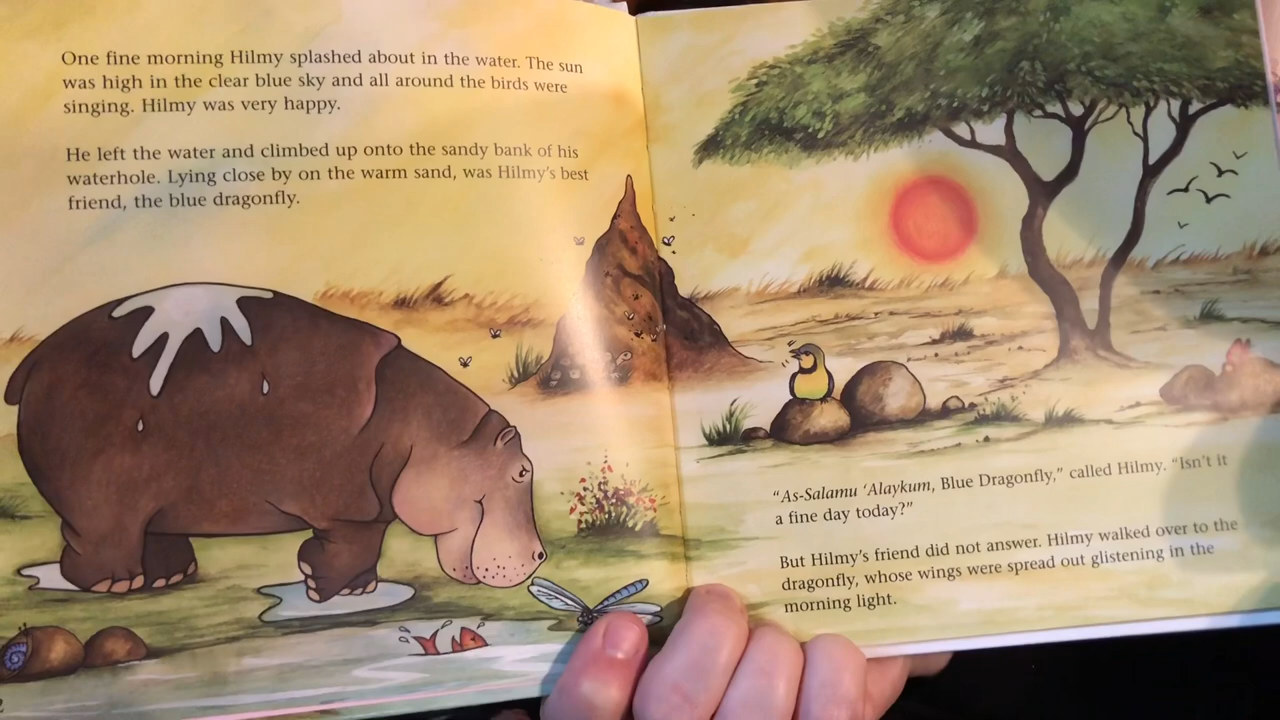 One fine morning Hilmy splashed about in the water. The sun
was high in the clear blue sky and all around the birds were
singing. Hilmy was very happy.
He left the water and climbed up onto the sandy bank of his
waterhole. Lying close by on the warm sand, was Hilmy's best
friend, the blue dragonfly.
"As-Salamu 'Alaykum, Blue Dragonfly," called Hilmy. "Isn't it
a fine day today?"
But Hilmy's friend did not answer. Hilmy walked over to the
dragonfly, whose wings were spread out glistening in the
morning light.